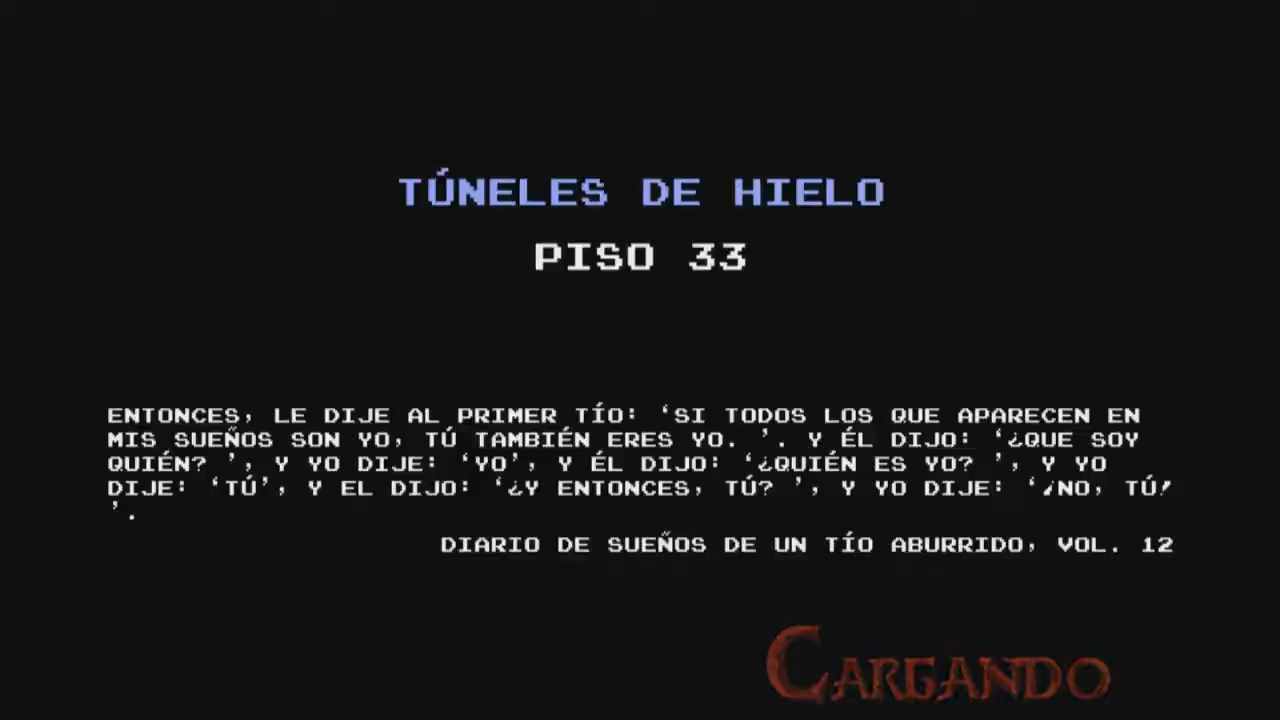 TÚNELES DE HIELO
PISO 33
ENTONCES, LE DIJE AL PRIMER TÍO: ‘SI TODOS LOS QUE APARECEN EN
MIS SUEÑOS SON YO, TÚ TAMBIÉN ERES YO. ’. Y ÉL DIJO: ‘¿QUE SOY
QUIÉN? ’, Y YO DIJE: ‘YO’, Y ÉL DIJO: ‘¿QUIÉN ES YO? ’, Y YO
DIJE: ‘TÚ’, Y EL DIJO: ‘¿Y ENTONCES, TÚ? ’, Y YO DIJE: ‘¡NO, TÚ!
’.
DIARIO DE SUEÑOS DE UN TÍO ABURRIDO, VOL. 12
CARGANDO